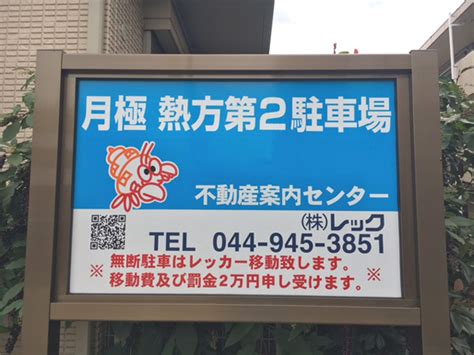 月極 熱方第2駐車場
不動産案内センター
(株)レック
TEL 044-945-3851
※無断駐車はレッカー移動致します。※
移動費及び罰金2万円申し受けます。